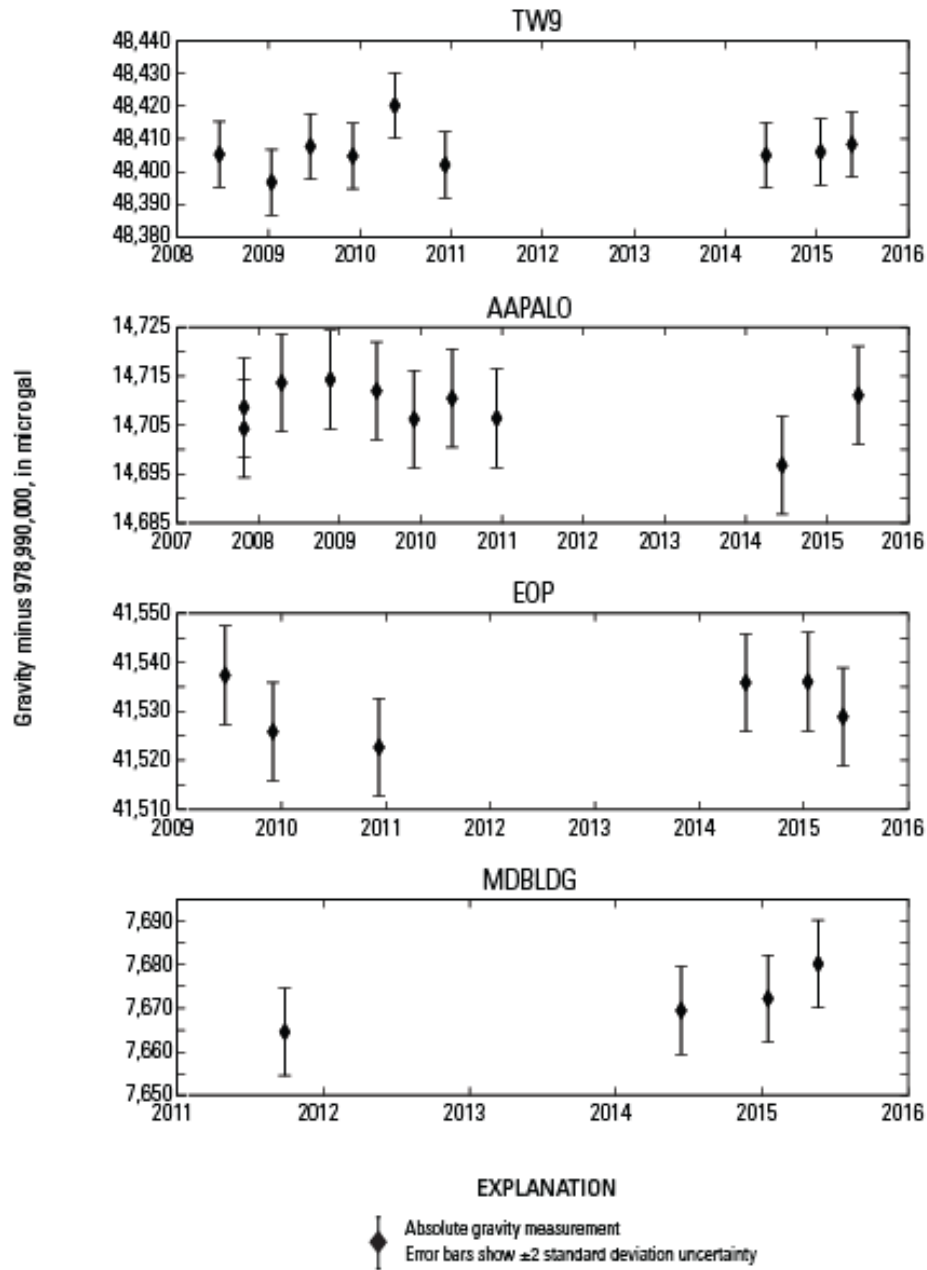 TW9
48,440
48,430
48,420
48,410
48,400
48,390
48,380
2008 2009 2010 2011 2012 2013 2014 2015 2016
AAPALO
14,725
14,715
14,705
14,695
14,685
2007 2008 2009 2010 2011 2012 2013 2014 2015 2016
Gravity minus 978,990,000, in microgal
EOP
41,550
41,540
41,530
41,520
41,510
2009 2010 2011 2012 2013 2014 2015 2016
MDBLDG
7,690
7,680
7,670
7,660
7,650
2011 2012 2013 2014 2015 2016
EXPLANATION
Absolute gravity measurement
Error bars show ±2 standard deviation uncertainty